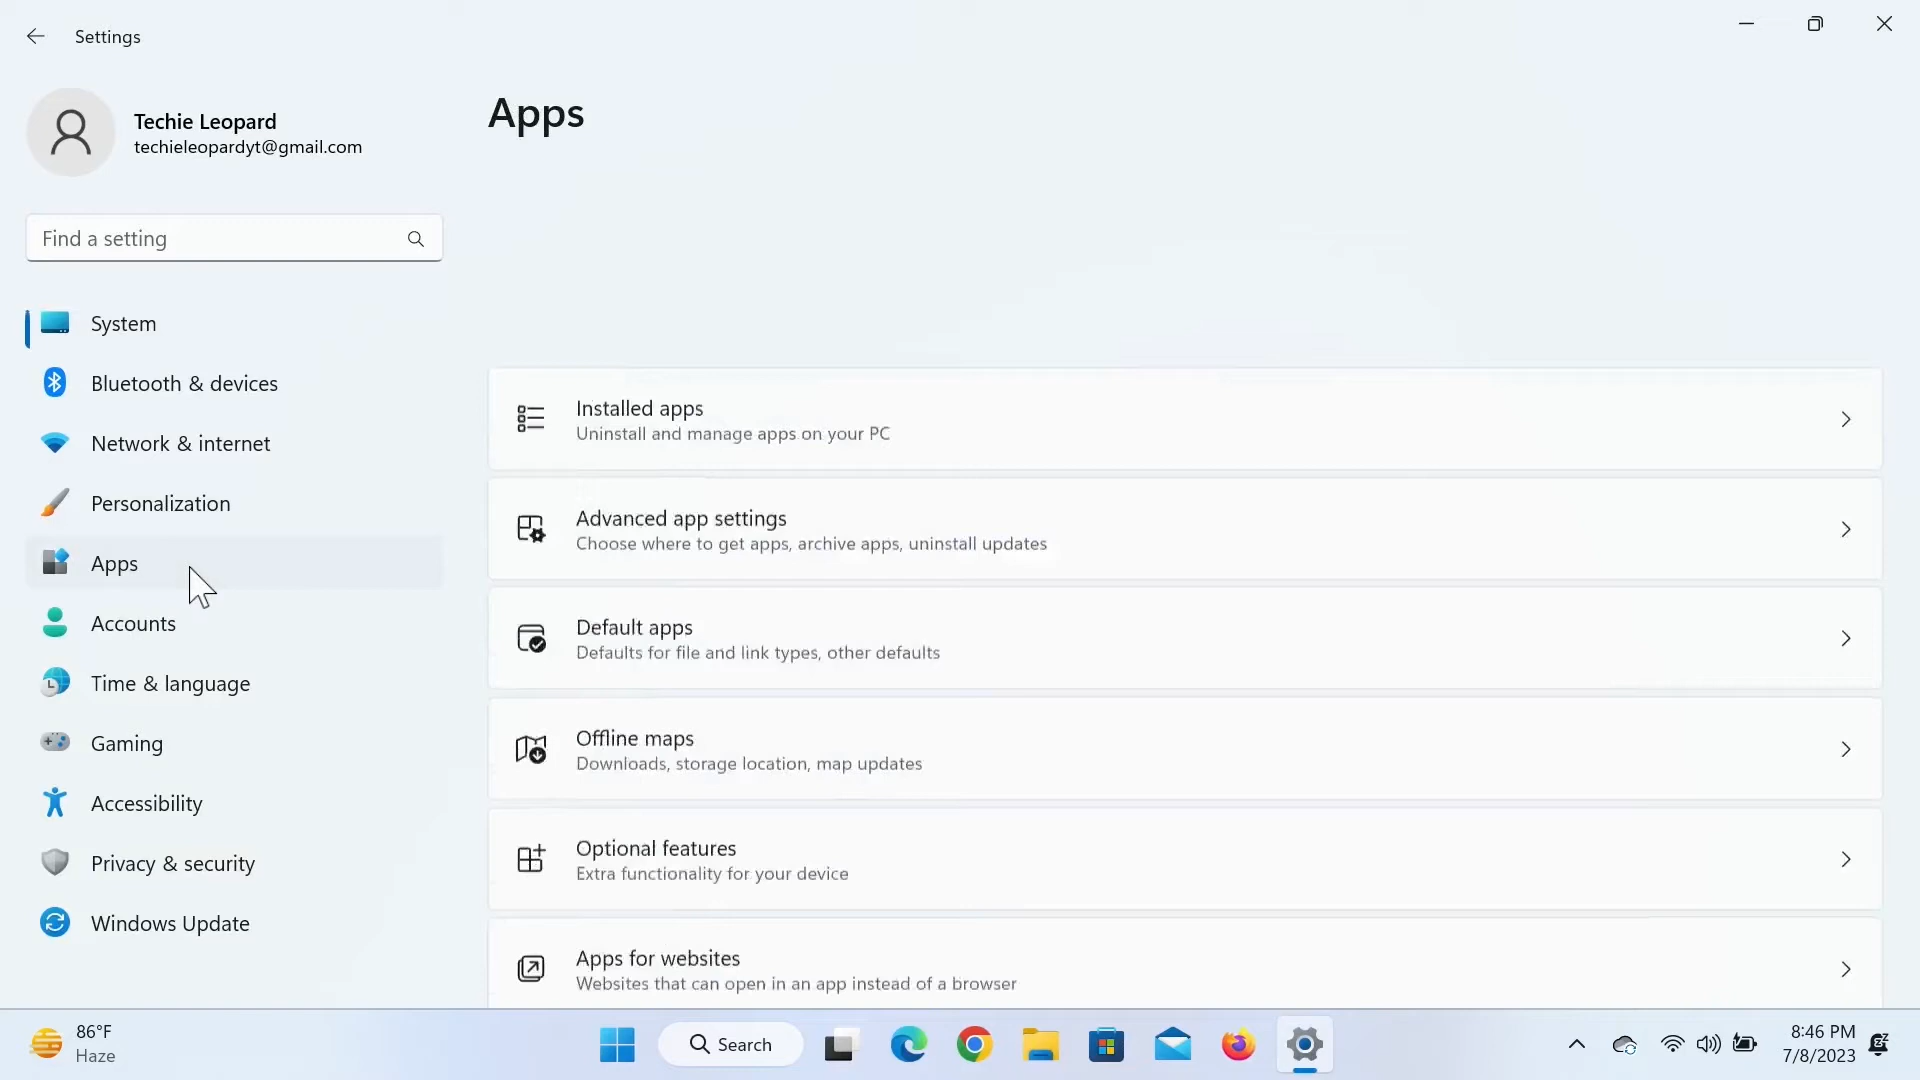 Settings
Techie Leopard
techieleopardyt@gmail.com
Find a setting
System
Bluetooth & devices
Network & internet
Personalization
Apps
Accounts
Time & language
Gaming
Accessibility
Privacy & security
Windows Update
Apps
Installed apps
Uninstall and manage apps on your PC
Advanced app settings
Choose where to get apps, archive apps, uninstall updates
Default apps
Defaults for file and link types, other defaults
Offline maps
Downloads, storage location, map updates
Optional features
Extra functionality for your device
Apps for websites
Websites that can open in an app instead of a browser
86°F
Haze
Search
8:46 PM
7/8/2023